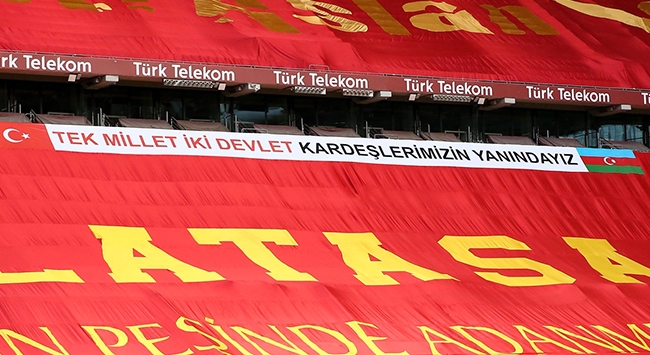 Türk Telekom Türk Telekom Türk Telekom Türk Telekom Türk Telekom
TEK MİLLET İKİ DEVLET KARDEŞLERİMİZİN YANINDAYIZ
LATASA
PEŞİNDE ADANM